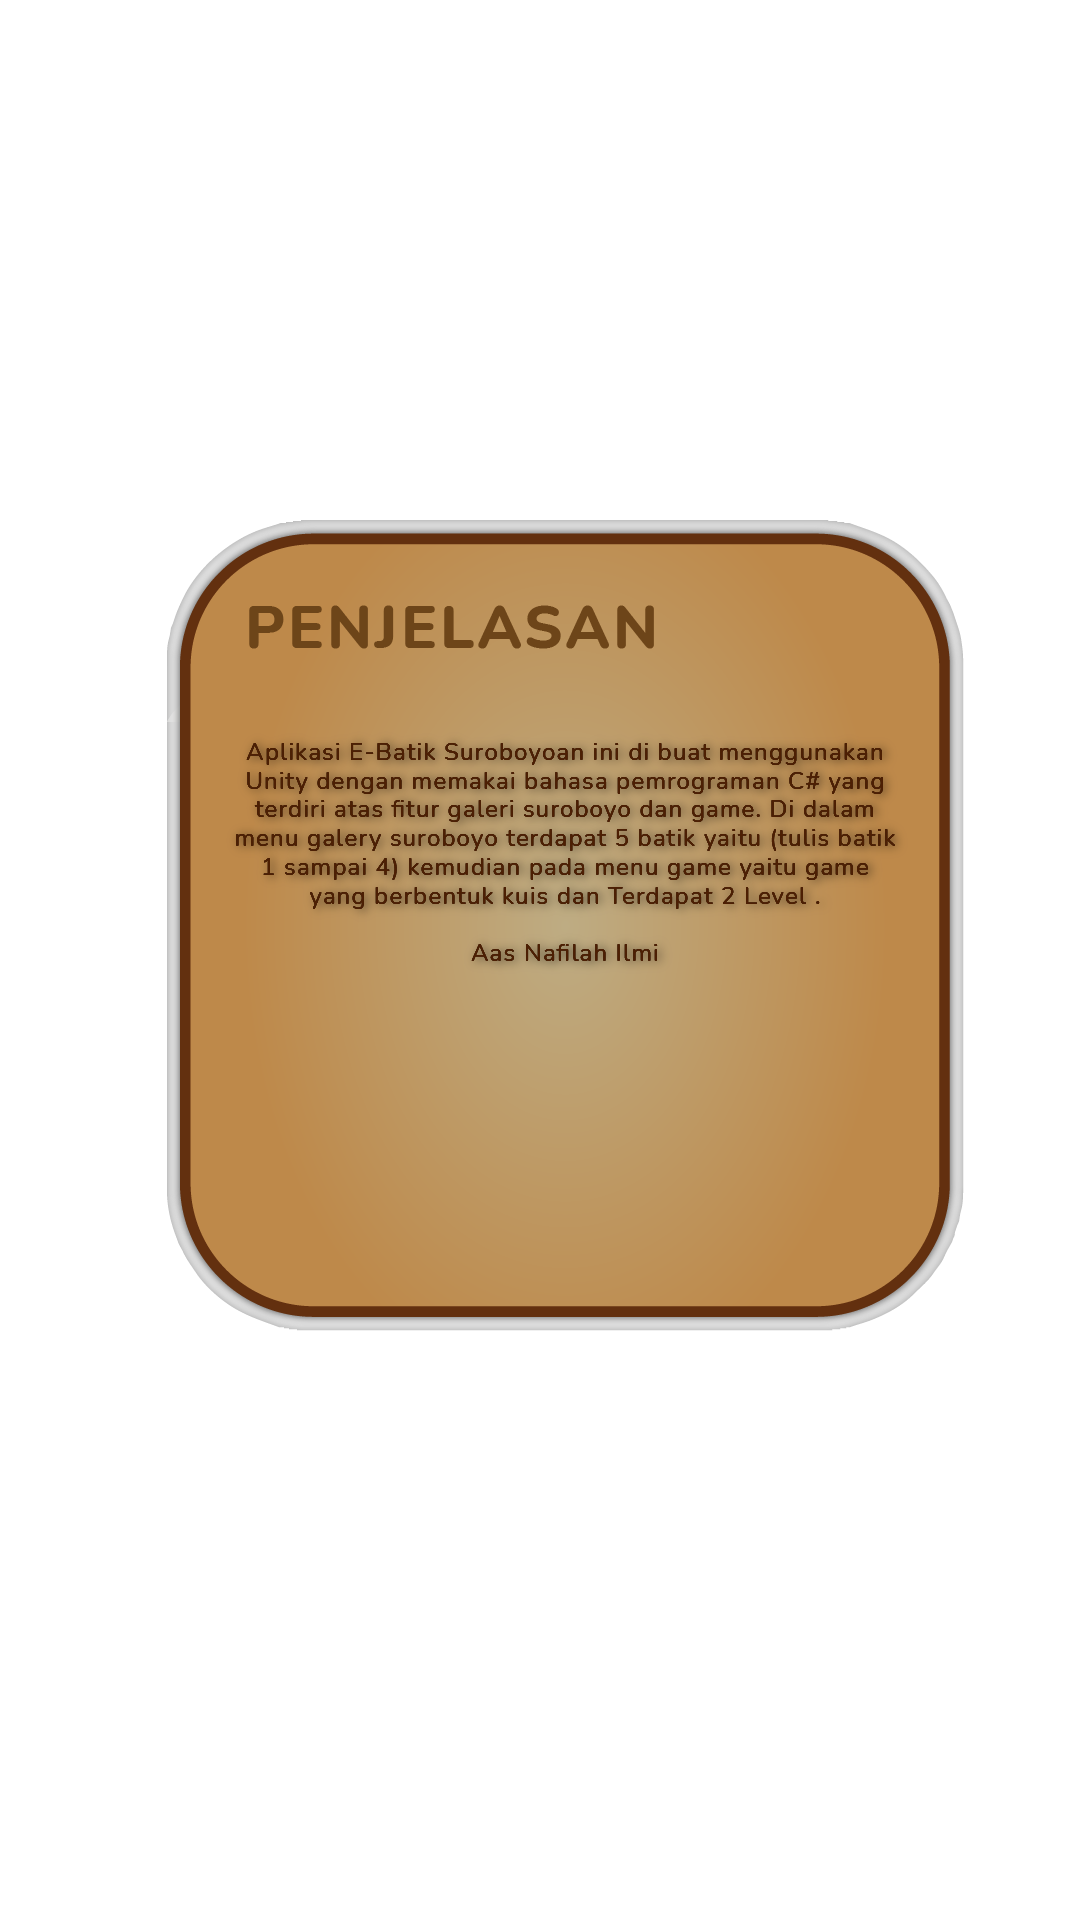 PENJELASAN
Aplikasi E-Batik Suroboyoan ini di buat menggunakan
Unity dengan memakai bahasa pemrograman C# yang
terdiri atas fitur galeri suroboyo dan game. Di dalam
menu galery suroboyo terdapat 5 batik yaitu (tulis batik
1 sampai 4) kemudian pada menu game yaitu game
yang berbentuk kuis dan Terdapat 2 Level .
Aas Nafilah Ilmi